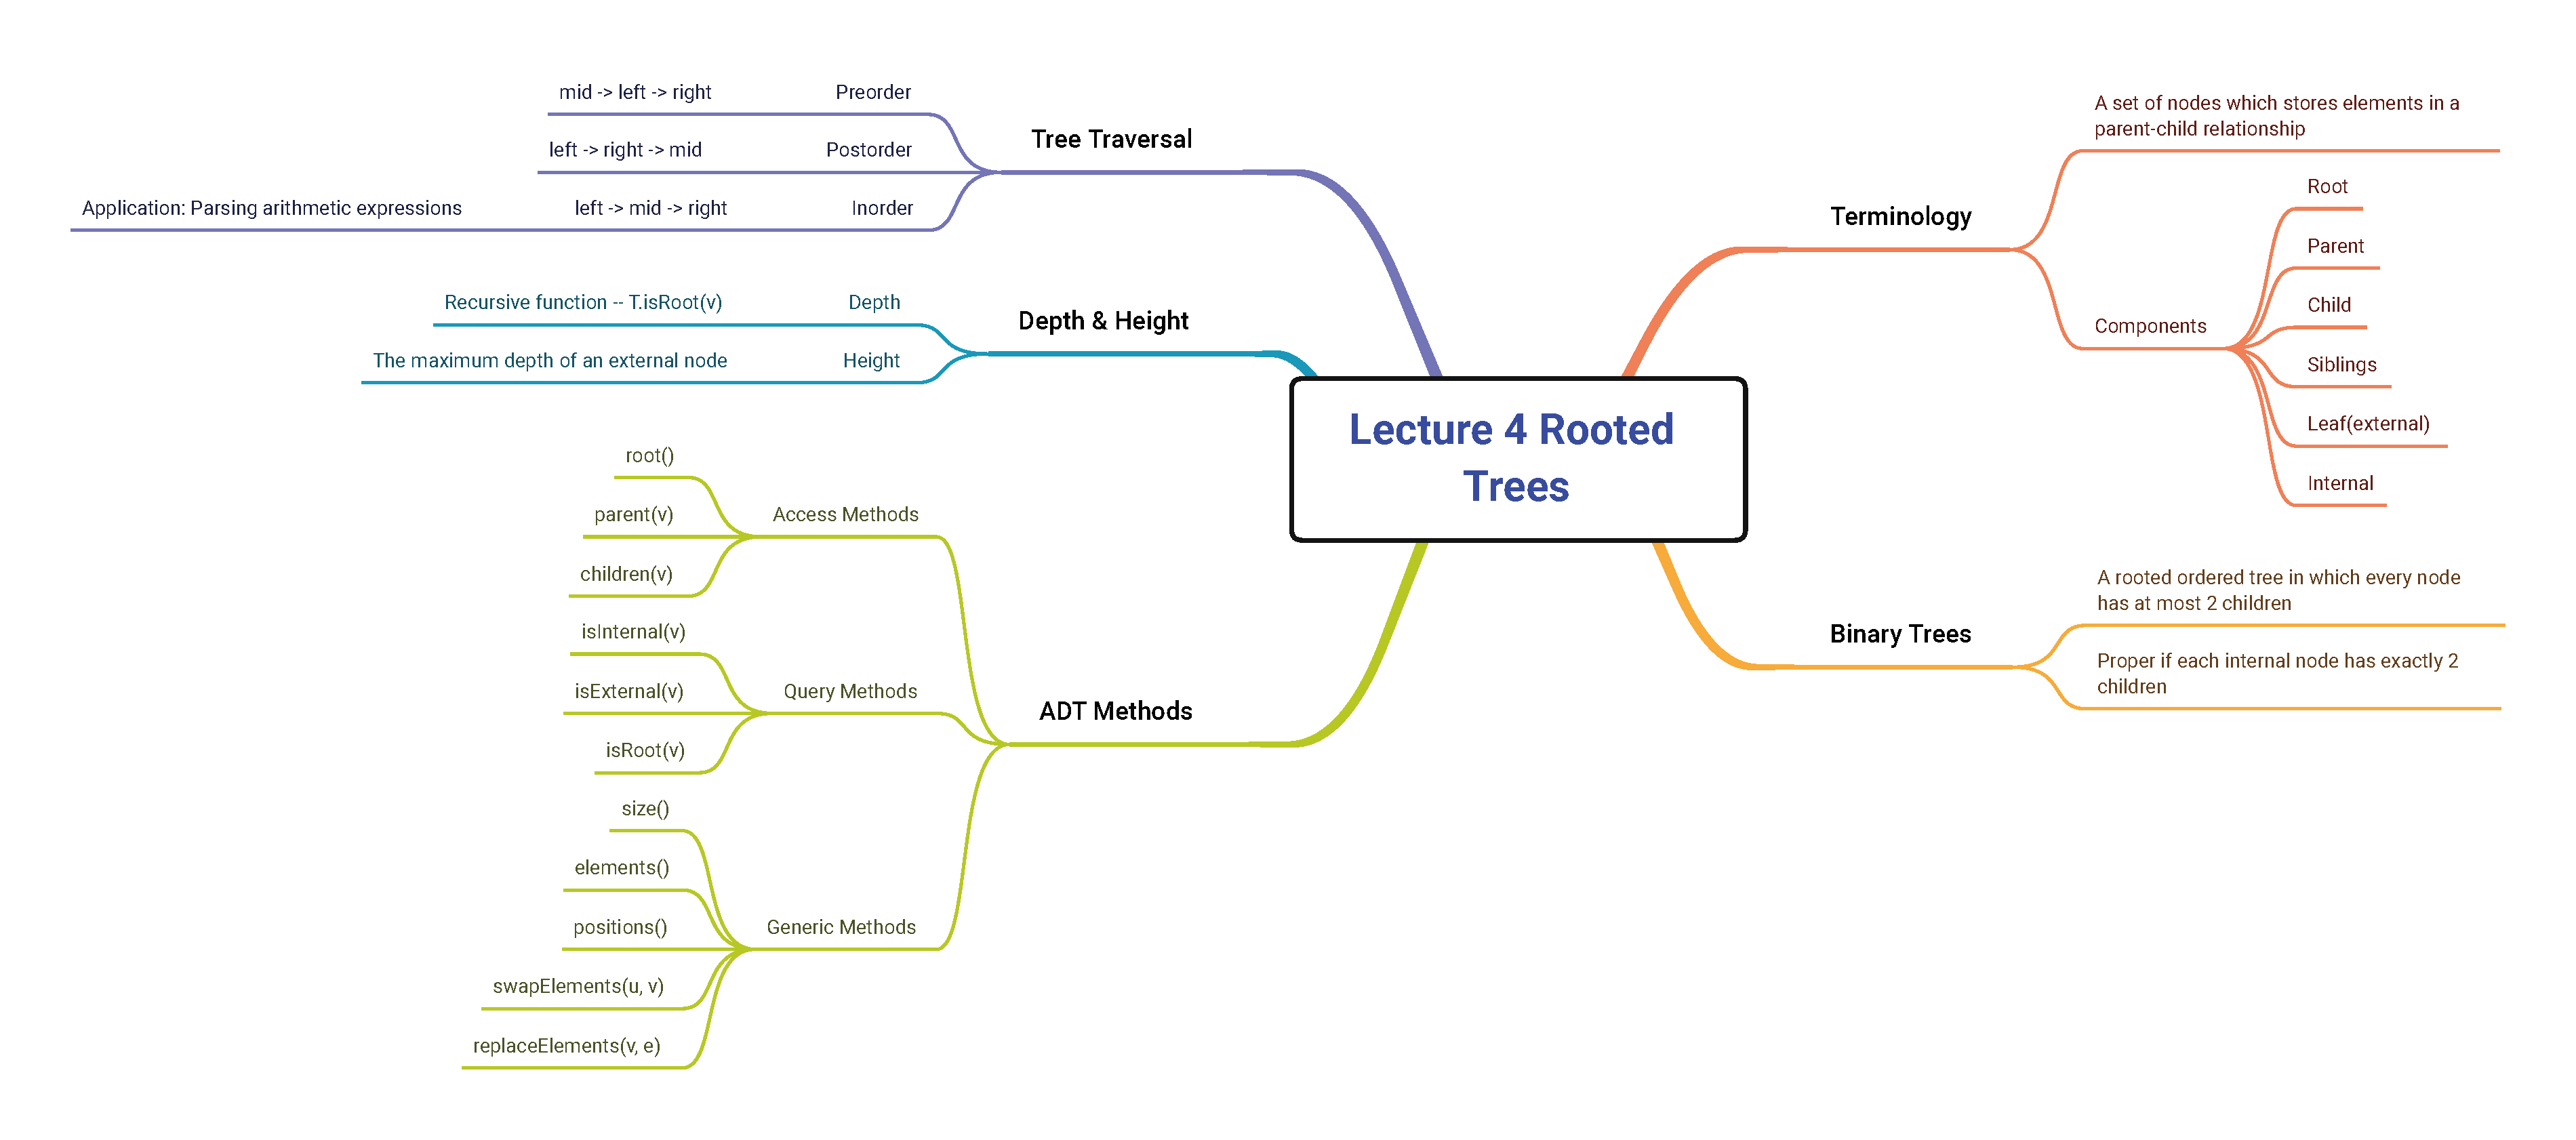 Lecture 4 Rooted
Trees
Tree Traversal
Preorder
mid -> left -> right
Postorder
left -> right -> mid
Inorder
left -> mid -> right
Application: Parsing arithmetic expressions
Depth & Height
Depth
Recursive function -- T.isRoot(v)
Height
The maximum depth of an external node
ADT Methods
Access Methods
root()
parent(v)
children(v)
Query Methods
isInternal(v)
isExternal(v)
isRoot(v)
Generic Methods
size()
elements()
positions()
swapElements(u, v)
replaceElements(v, e)
Terminology
A set of nodes which stores elements in a
parent-child relationship
Components
Root
Parent
Child
Siblings
Leaf(external)
Internal
Binary Trees
A rooted ordered tree in which every node
has at most 2 children
Proper if each internal node has exactly 2
children